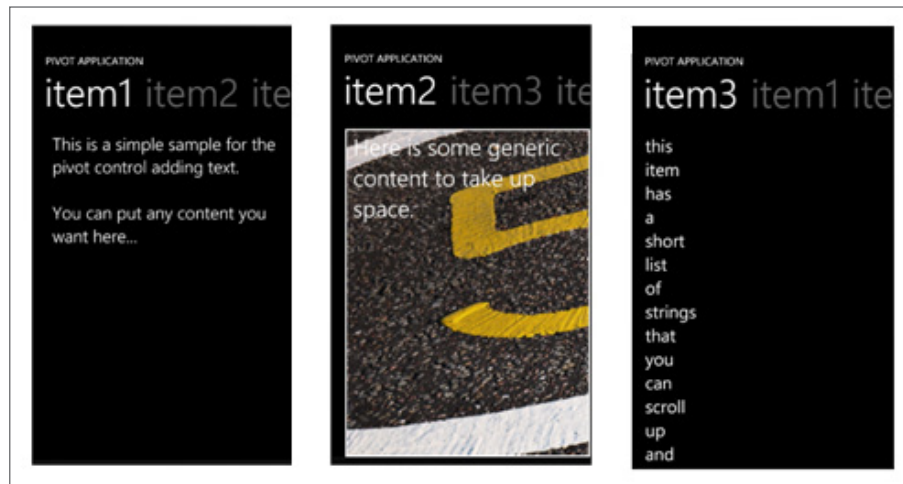 PIVOT APPLICATION
item1 item2 ite
This is a simple sample for the
pivot control adding text.
You can put any content you
want here...
PIVOT APPLICATION
item2 item3 ite
Here is some generic
content to take up
space.
PIVOT APPLICATION
item3 item1 ite
this
item
has
a
short
list
of
strings
that
you
can
scroll
up
and